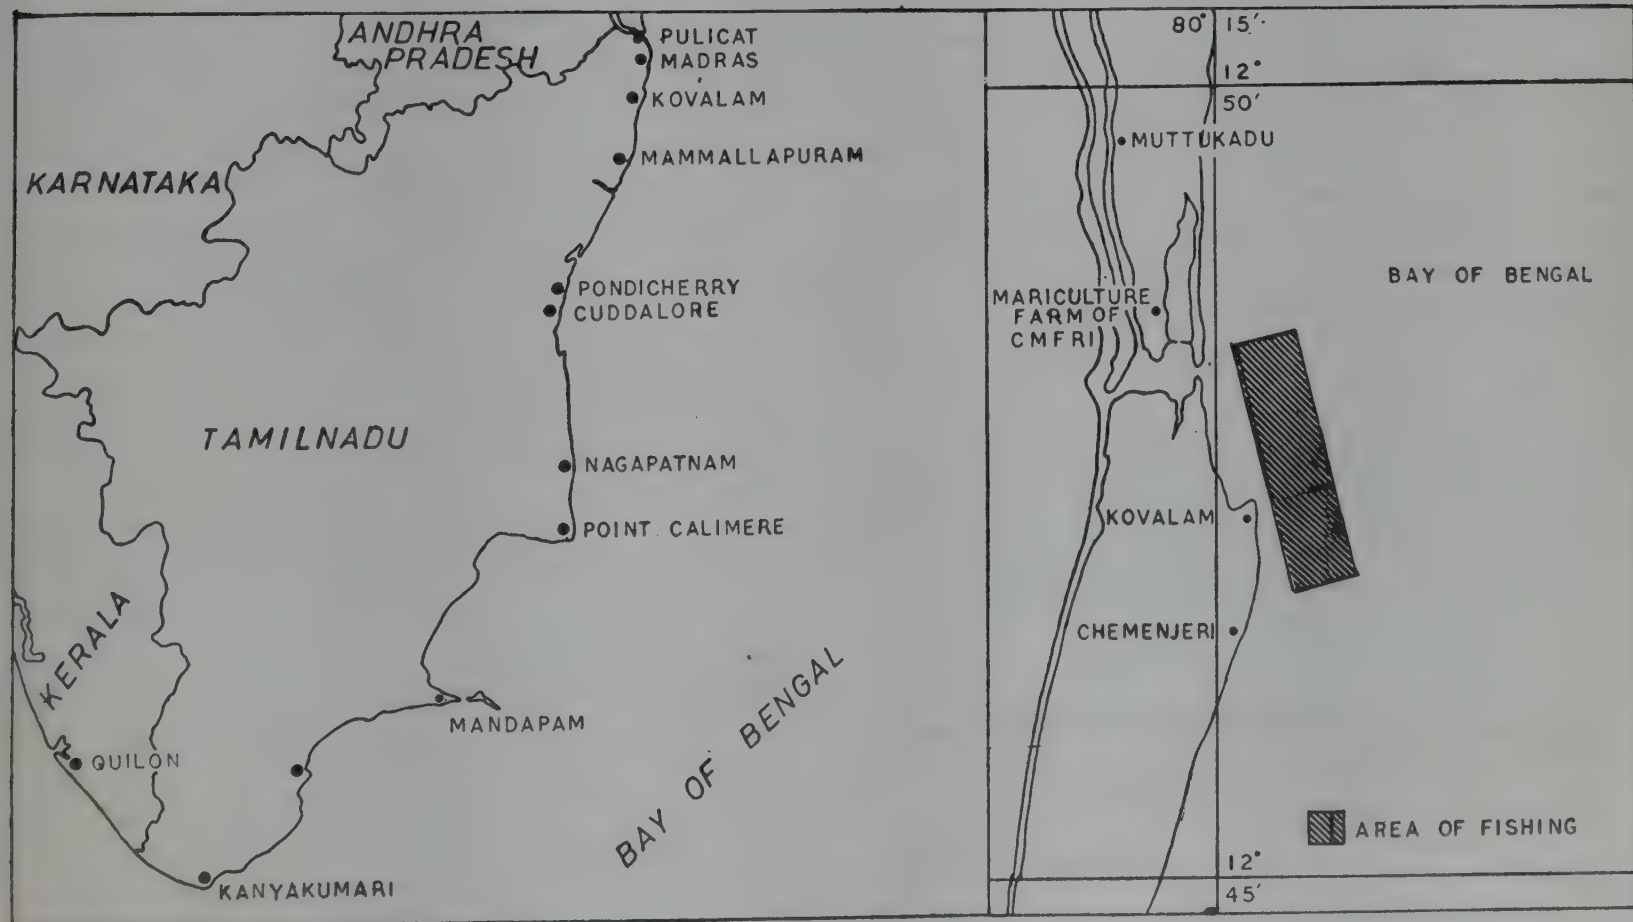 ANDHRA
PRADESH
PULICAT
MADRAS
KOVALAM
MAMMALLAPURAM
KARNATAKA
PONDICHERRY
CUDDALORE
TAMILNADU
NAGAPATNAM
POINT. CALIMERE
KERALA
MANDAPAM
QUILON
BAY OF BENGAL
KANYAKUMARI
80° 15′
12°
50′
MUTTUKADU
BAY OF BENGAL
MARICULTURE
FARM OF
CMFRI
KOVALAM
CHEMENJERI
AREA OF FISHING
12°
45′